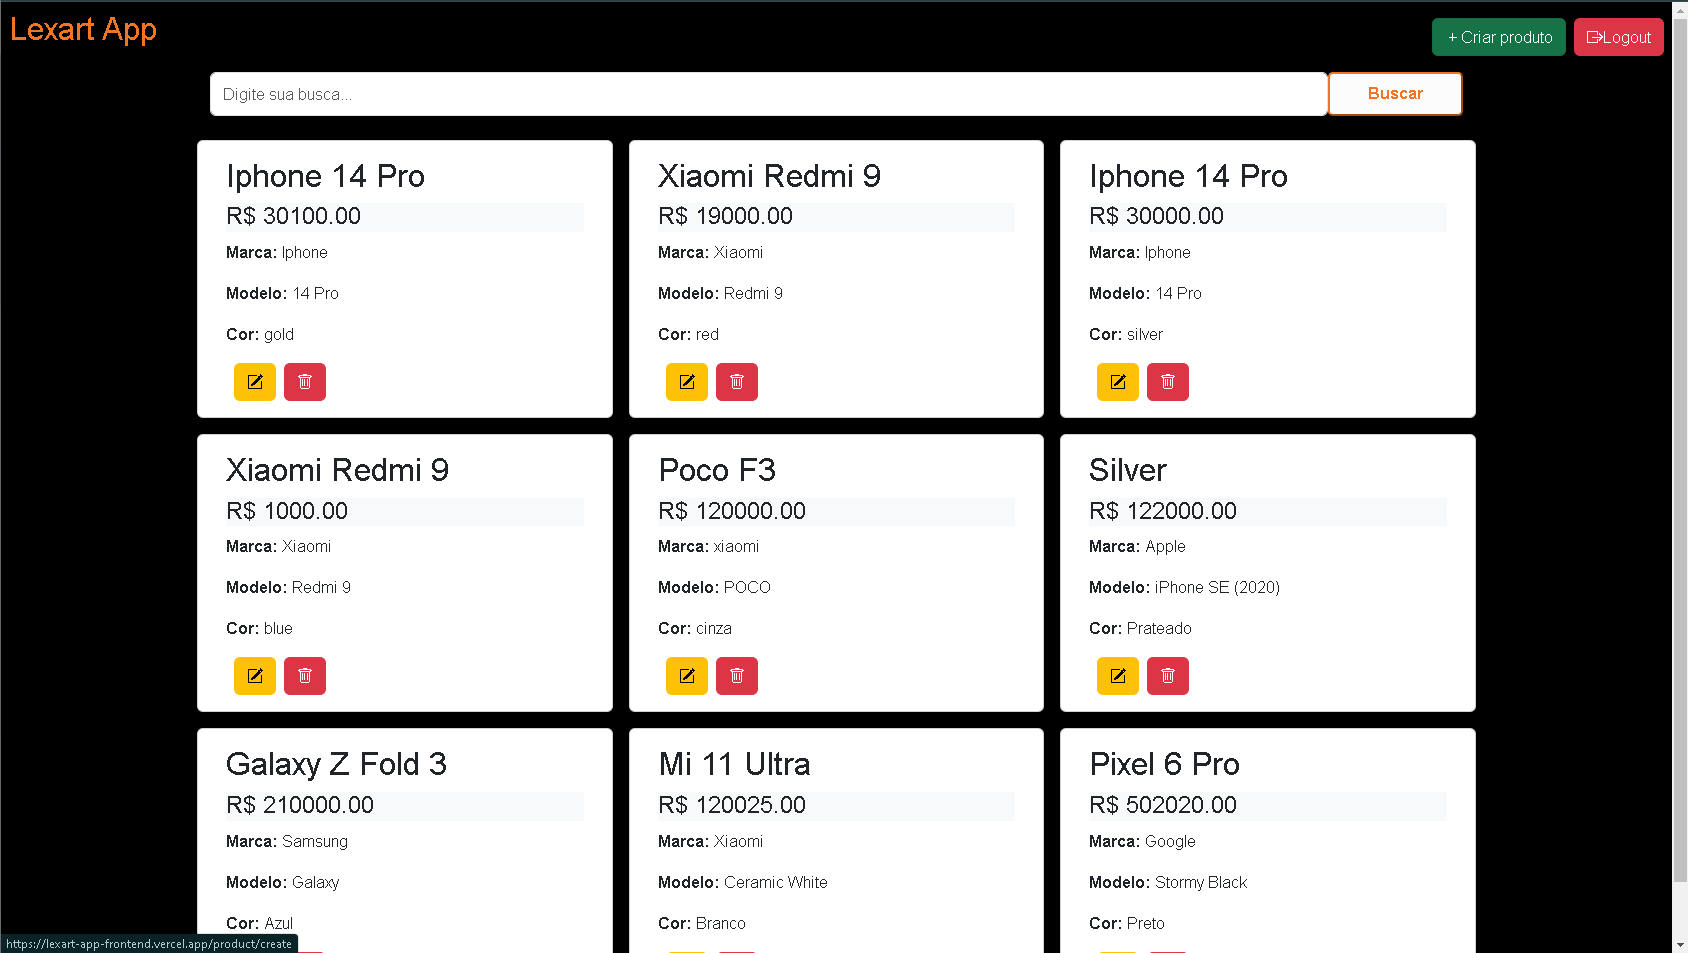 Lexart App
+ Criar produto
Logout
Digite sua busca...
Buscar
Iphone 14 Pro
R$ 30100.00
Marca: Iphone
Modelo: 14 Pro
Cor: gold
Xiaomi Redmi 9
R$ 19000.00
Marca: Xiaomi
Modelo: Redmi 9
Cor: red
Iphone 14 Pro
R$ 30000.00
Marca: Iphone
Modelo: 14 Pro
Cor: silver
Xiaomi Redmi 9
R$ 1000.00
Marca: Xiaomi
Modelo: Redmi 9
Cor: blue
Poco F3
R$ 120000.00
Marca: xiaomi
Modelo: POCO
Cor: cinza
Silver
R$ 122000.00
Marca: Apple
Modelo: iPhone SE (2020)
Cor: Prateado
Galaxy Z Fold 3
R$ 210000.00
Marca: Samsung
Modelo: Galaxy
Cor: Azul
Mi 11 Ultra
R$ 120025.00
Marca: Xiaomi
Modelo: Ceramic White
Cor: Branco
Pixel 6 Pro
R$ 502020.00
Marca: Google
Modelo: Stormy Black
Cor: Preto
https://lexart-app-frontend.vercel.app/product/create